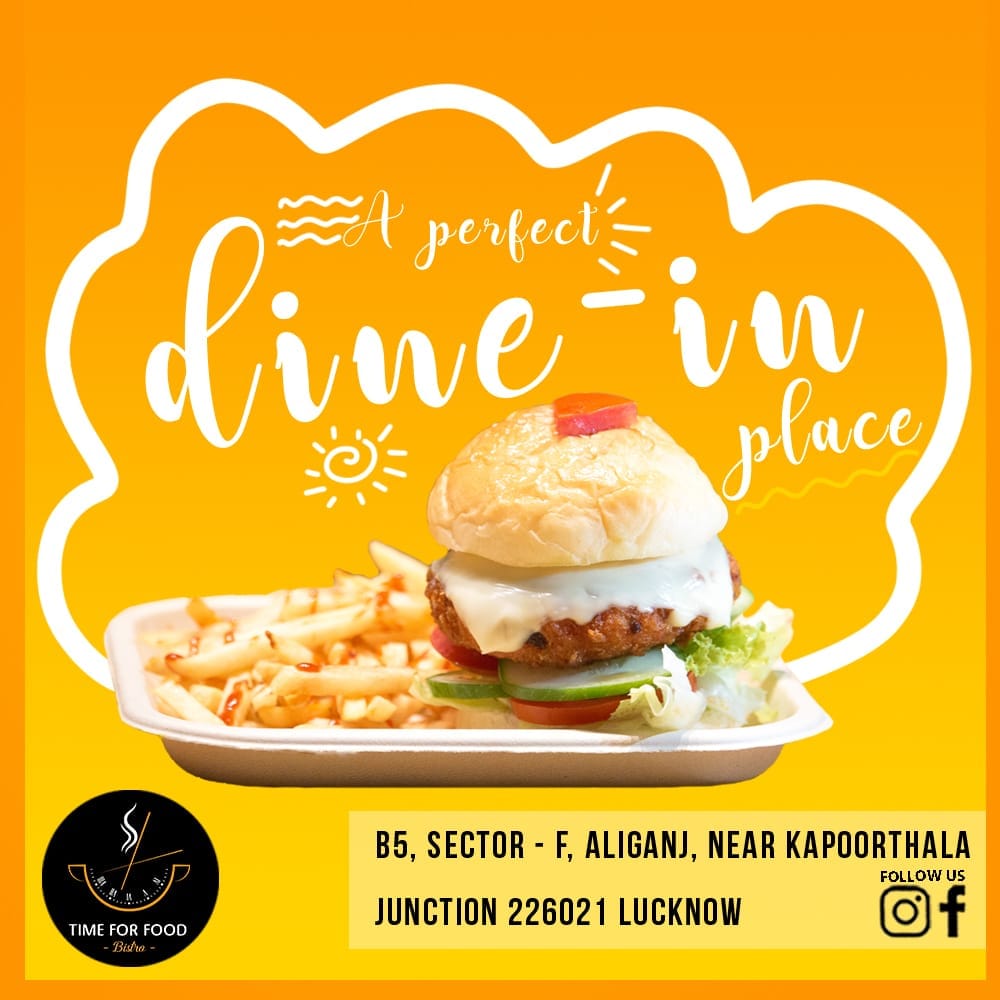 A perfect
dine-in
place
B5, SECTOR - F, ALIGANJ, NEAR KAPOORTHALA
FOLLOW US
JUNCTION 226021 LUCKNOW
TIME FOR FOOD
- Bistro -